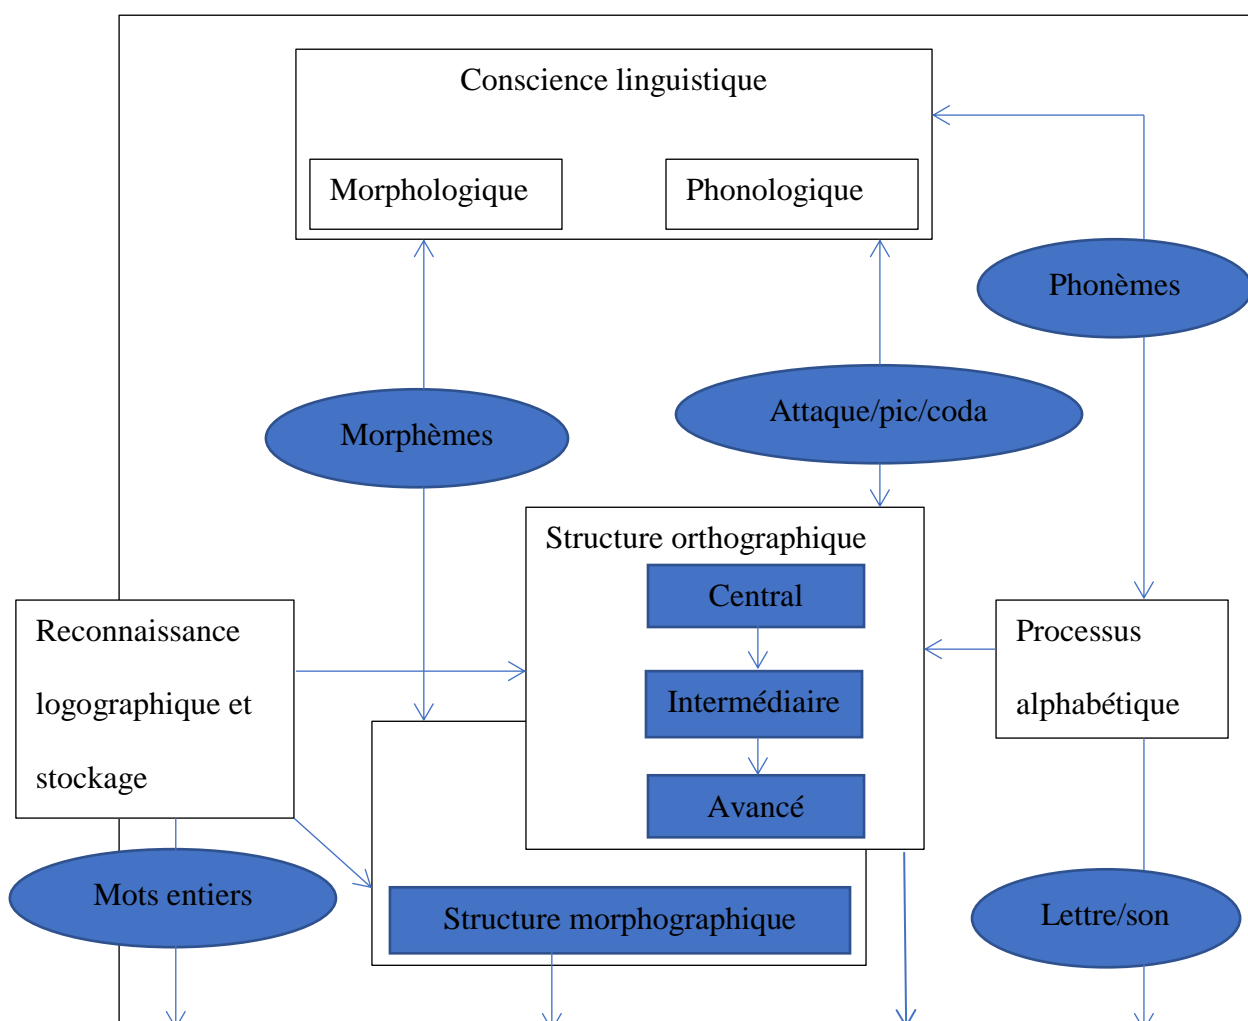 Conscience linguistique
Morphologique
Phonologique
Phonèmes
Attaque/pic/coda
Morphèmes
Structure orthographique
Central
Reconnaissance
logographique et
stockage
Processus
alphabétique
Intermédiaire
Avancé
Mots entiers
Structure morphographique
Lettre/son